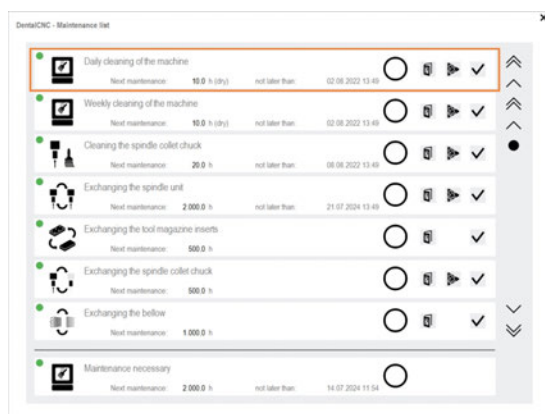 DentalCNC - Maintenance list
Daily cleaning of the machine
Next maintenance: 10.0 h (dry) not later than: 02.08.2022 13:49
Weekly cleaning of the machine
Next maintenance: 10.0 h (dry) not later than: 02.08.2022 13:49
Cleaning the spindle collet chuck
Next maintenance: 20.0 h not later than: 08.08.2022 13:49
Exchanging the spindle unit
Next maintenance: 2 000.0 h not later than: 21.07.2024 13:49
Exchanging the tool magazine inserts
Next maintenance: 500.0 h
Exchanging the spindle collet chuck
Next maintenance: 500.0 h
Exchanging the bellow
Next maintenance: 1 000.0 h
Maintenance necessary
Next maintenance: 2 000.0 h not later than: 14.07.2024 11:54